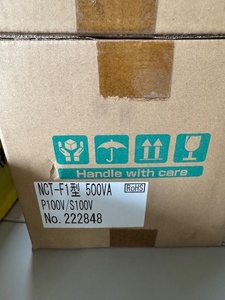 Handle with care
NCT-F1型 500VA RoHS
P100V/S100V
No. 222848